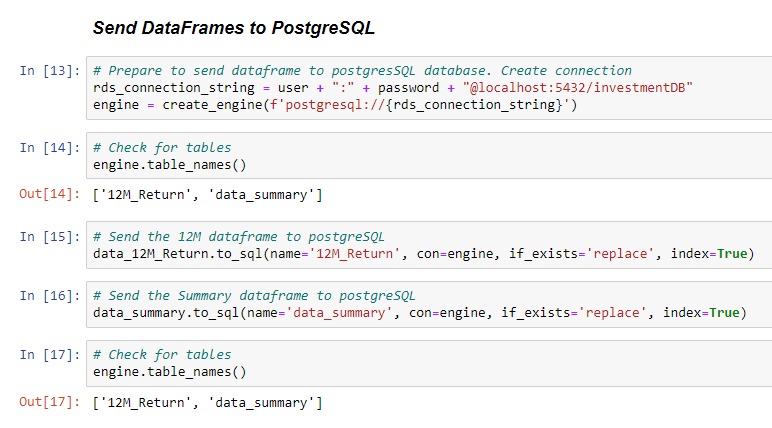 Send DataFrames to PostgreSQL
In [13]: # Prepare to send dataframe to postgresSQL database. Create connection
rds_connection_string = user + ":" + password + "@localhost:5432/investmentDB"
engine = create_engine(f'postgresql://{rds_connection_string}')
In [14]: # Check for tables
engine.table_names()
Out[14]: ['12M_Return', 'data_summary']
In [15]: # Send the 12M dataframe to postgreSQL
data_12M_Return.to_sql(name='12M_Return', con=engine, if_exists='replace', index=True)
In [16]: # Send the Summary dataframe to postgreSQL
data_summary.to_sql(name='data_summary', con=engine, if_exists='replace', index=True)
In [17]: # Check for tables
engine.table_names()
Out[17]: ['12M_Return', 'data_summary']